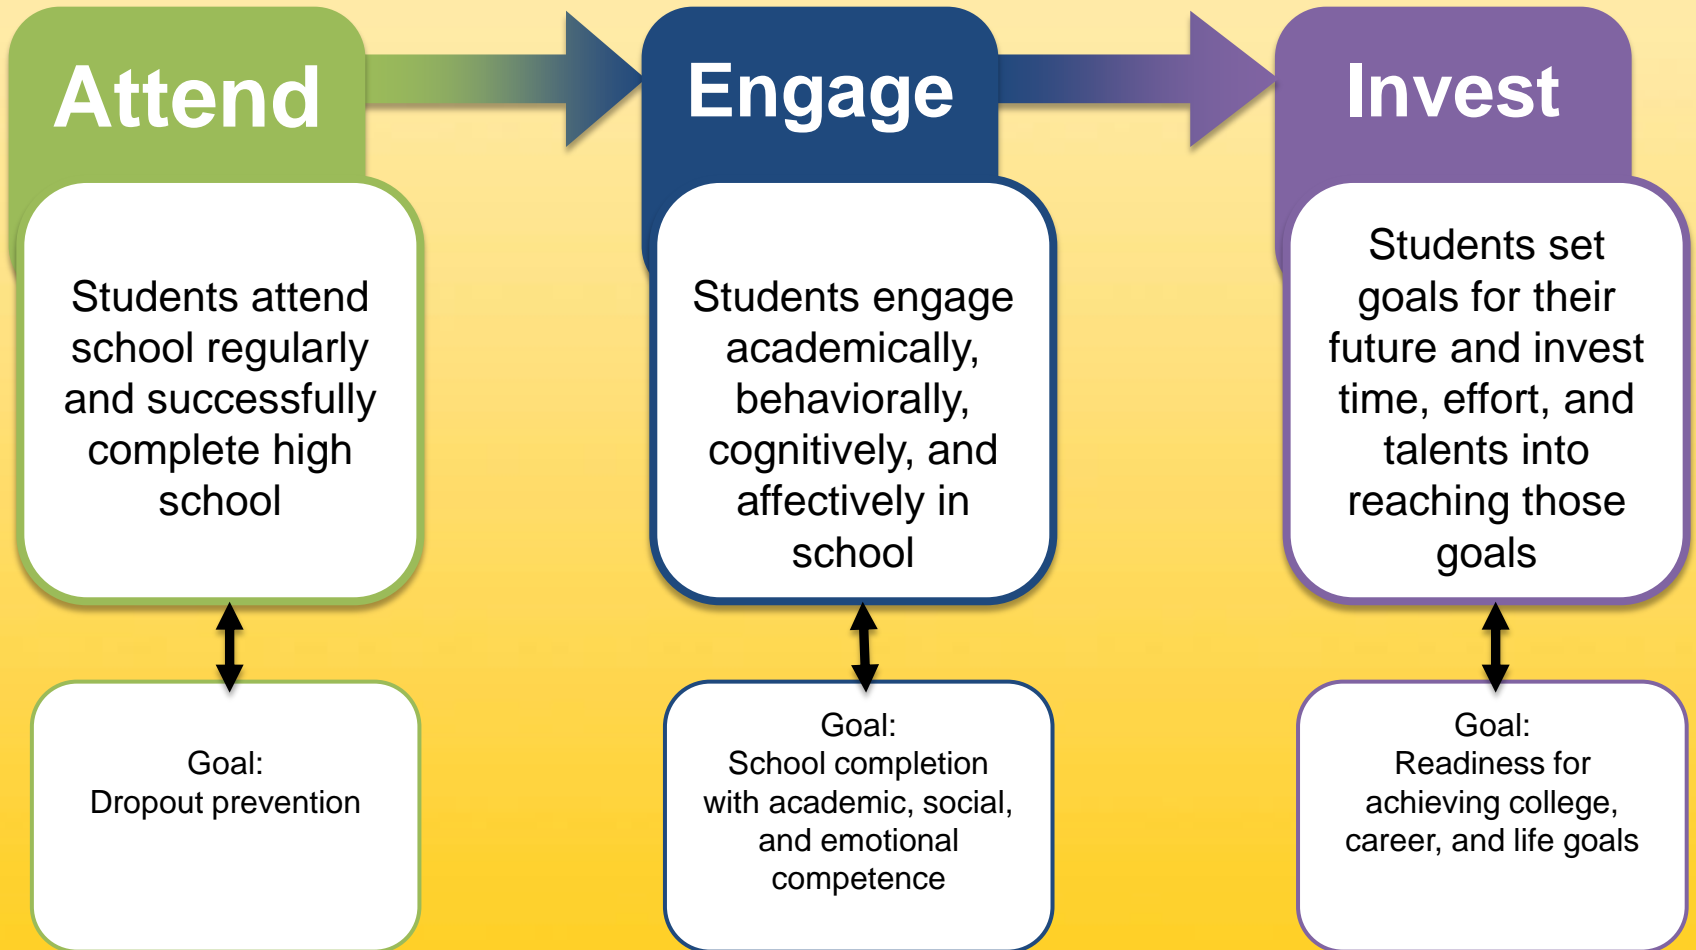 Attend
Students attend
school regularly
and successfully
complete high
school
Goal:
Dropout prevention
Engage
Students engage
academically,
behaviorally,
cognitively, and
affectively in
school
Goal:
School completion
with academic, social,
and emotional
competence
Invest
Students set
goals for their
future and invest
time, effort, and
talents into
reaching those
goals
Goal:
Readiness for
achieving college,
career, and life goals